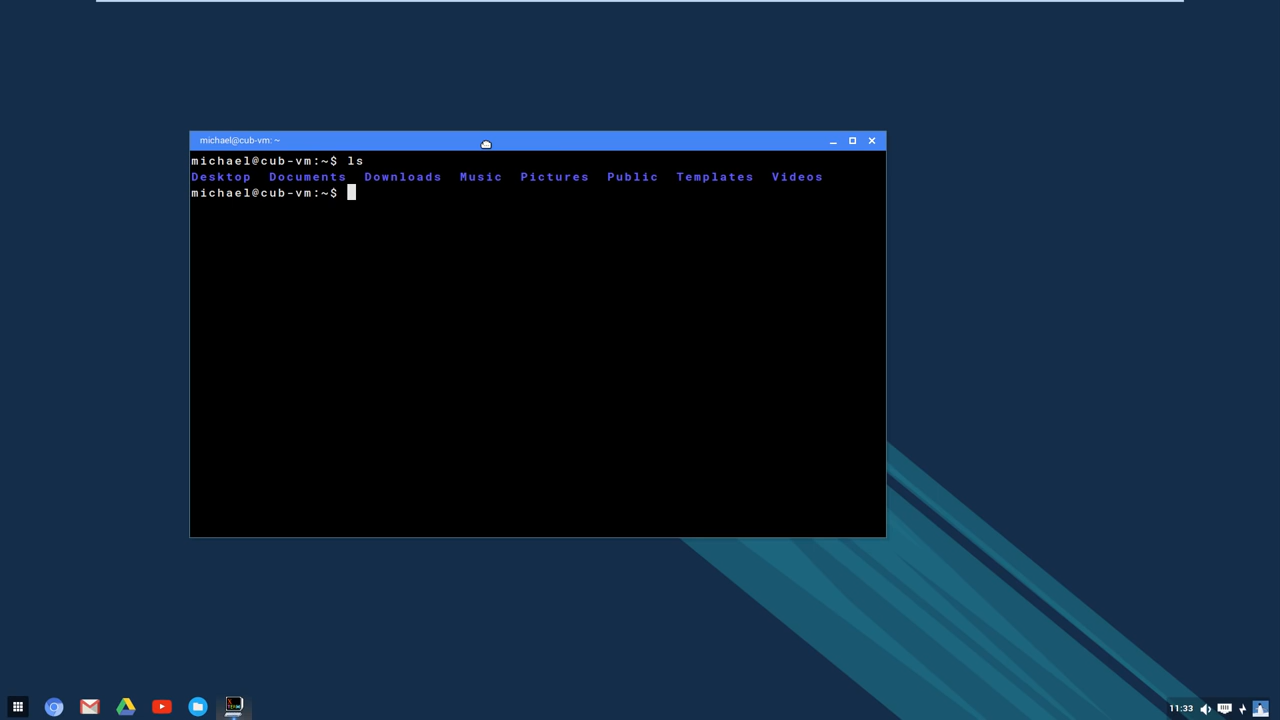 michael@cub-vm: ~
michael@cub-vm:~$ ls
Desktop  Documents  Downloads  Music  Pictures  Public  Templates  Videos
michael@cub-vm:~$
11:33